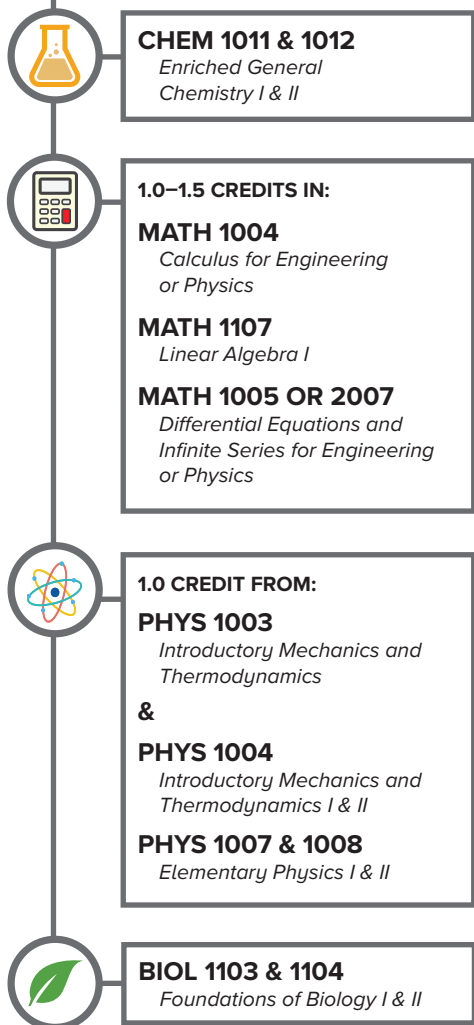 CHEM 1011 & 1012
Enriched General
Chemistry I & II
1.0–1.5 CREDITS IN:
MATH 1004
Calculus for Engineering
or Physics
MATH 1107
Linear Algebra I
MATH 1005 OR 2007
Differential Equations and
Infinite Series for Engineering
or Physics
1.0 CREDIT FROM:
PHYS 1003
Introductory Mechanics and
Thermodynamics
&
PHYS 1004
Introductory Mechanics and
Thermodynamics I & II
PHYS 1007 & 1008
Elementary Physics I & II
BIOL 1103 & 1104
Foundations of Biology I & II